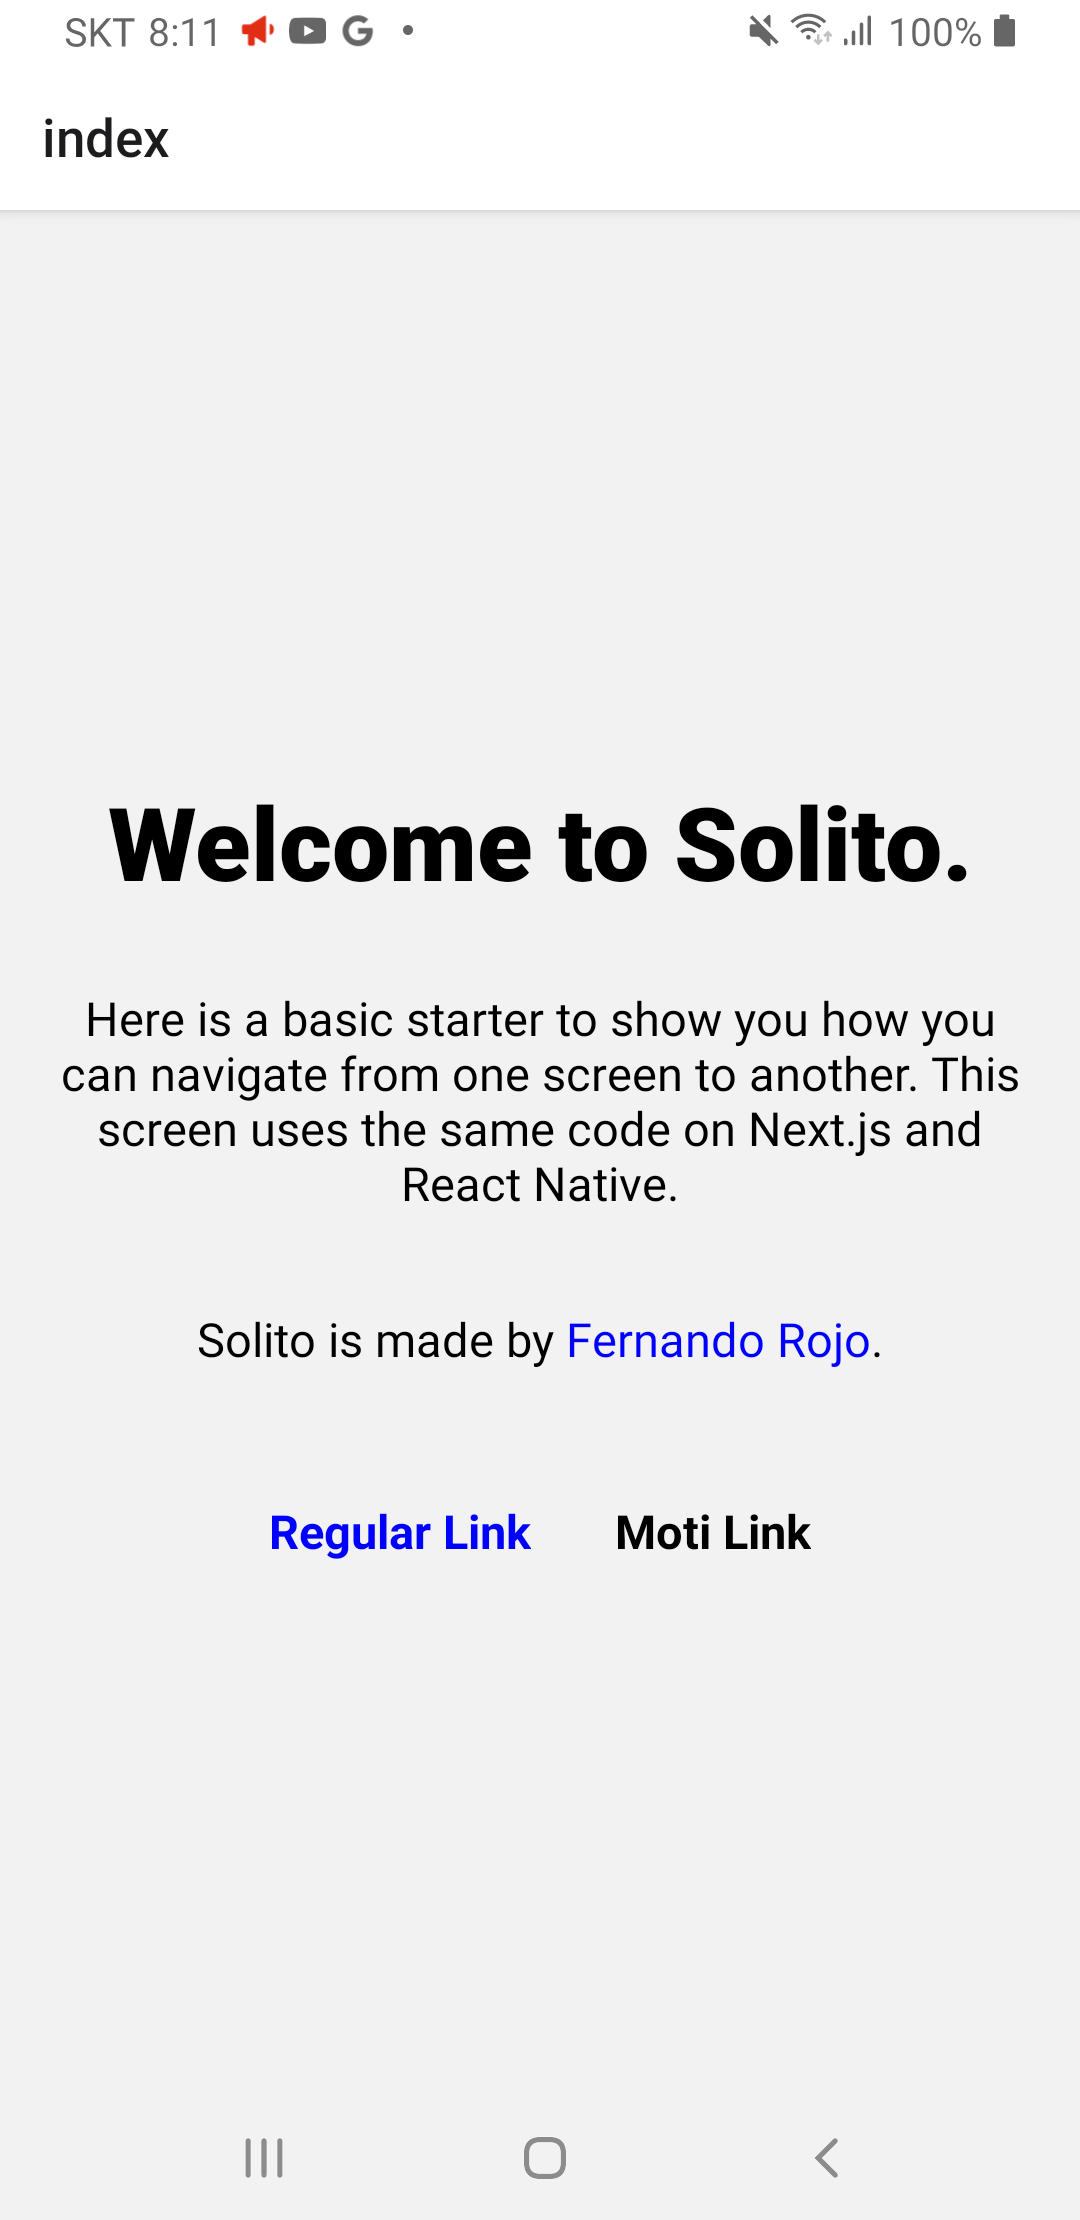 SKT 8:11 100%
index
Welcome to Solito.
Here is a basic starter to show you how you
can navigate from one screen to another. This
screen uses the same code on Next.js and
React Native.
Solito is made by Fernando Rojo.
Regular Link Moti Link